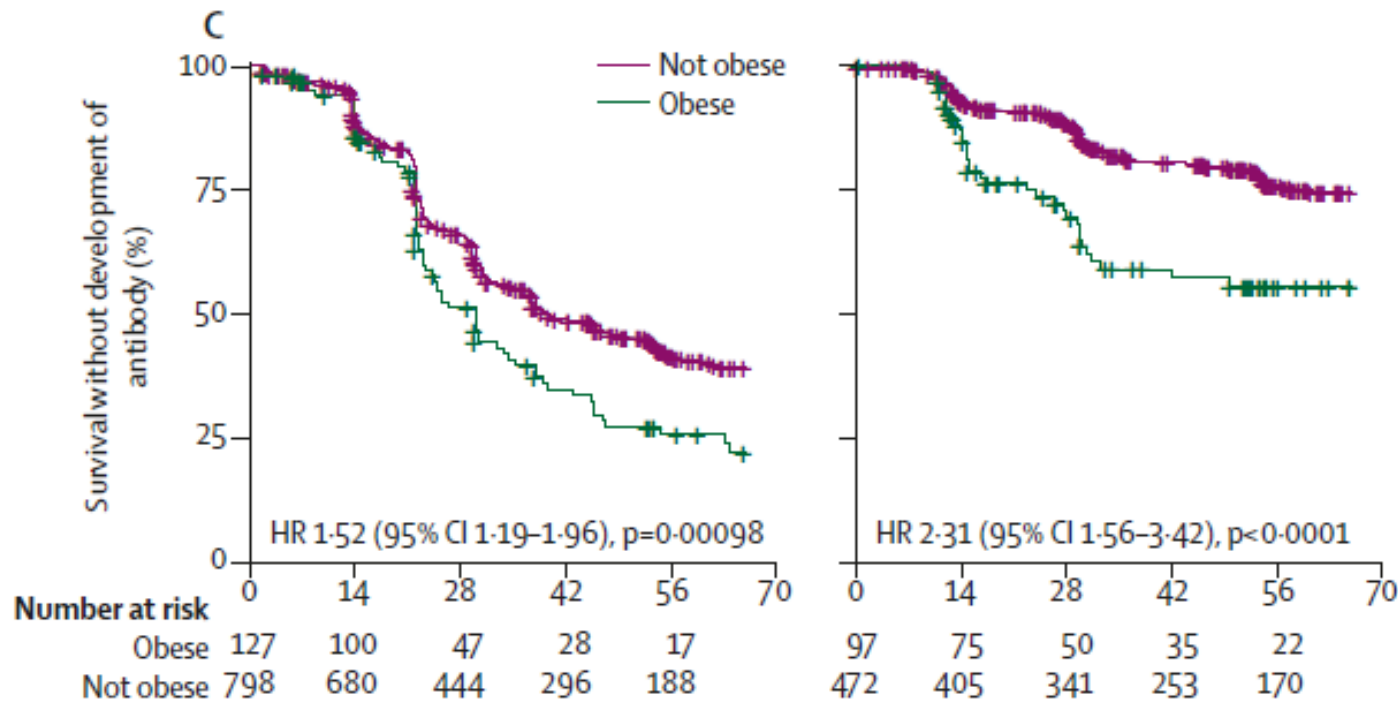 C
100
75
50
25
0
Survival without development of
antibody (%)
Not obese
Obese
HR 1·52 (95% CI 1·19–1·96), p=0·00098
HR 2·31 (95% CI 1·56–3·42), p<0·0001
0 14 28 42 56 70
0 14 28 42 56 70
Number at risk
Obese 127 100 47 28 17 97 75 50 35 22
Not obese 798 680 444 296 188 472 405 341 253 170